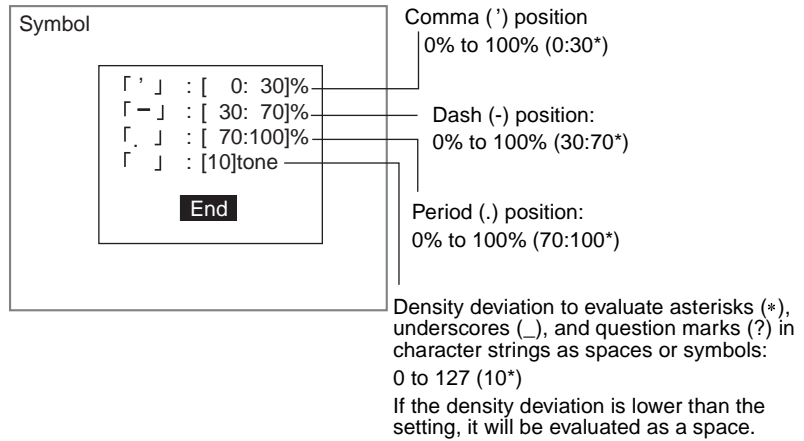 Symbol
「 ' 」 : [ 0: 30]%
「 - 」 : [ 30: 70]%
「 . 」 : [ 70:100]%
「   」 : [10]tone
End
Comma ( ') position
0% to 100% (0:30*)
Dash (-) position:
0% to 100% (30:70*)
Period (.) position:
0% to 100% (70:100*)
Density deviation to evaluate asterisks (*),
underscores (_), and question marks (?) in
character strings as spaces or symbols:
0 to 127 (10*)
If the density deviation is lower than the
setting, it will be evaluated as a space.